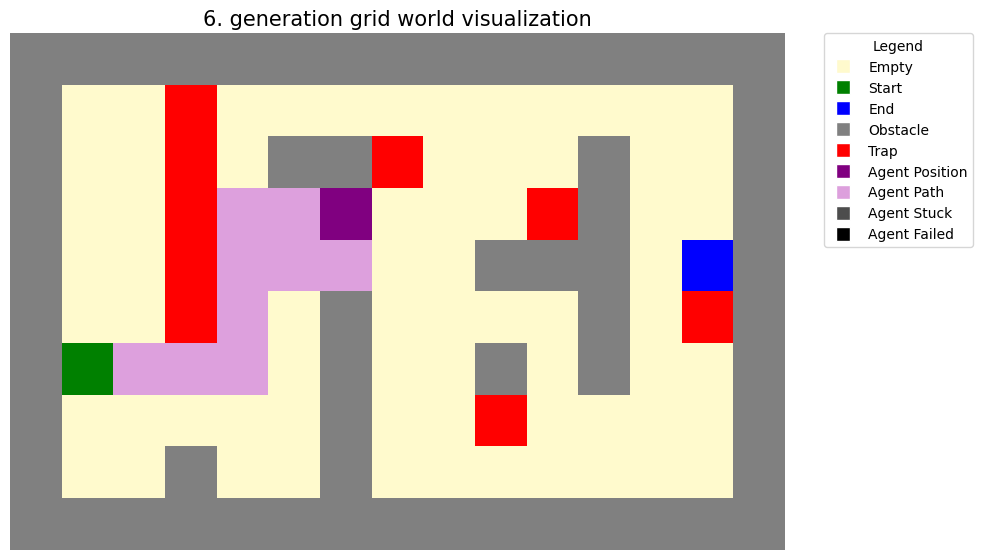 6. generation grid world visualization
Legend
Empty
Start
End
Obstacle
Trap
Agent Position
Agent Path
Agent Stuck
Agent Failed